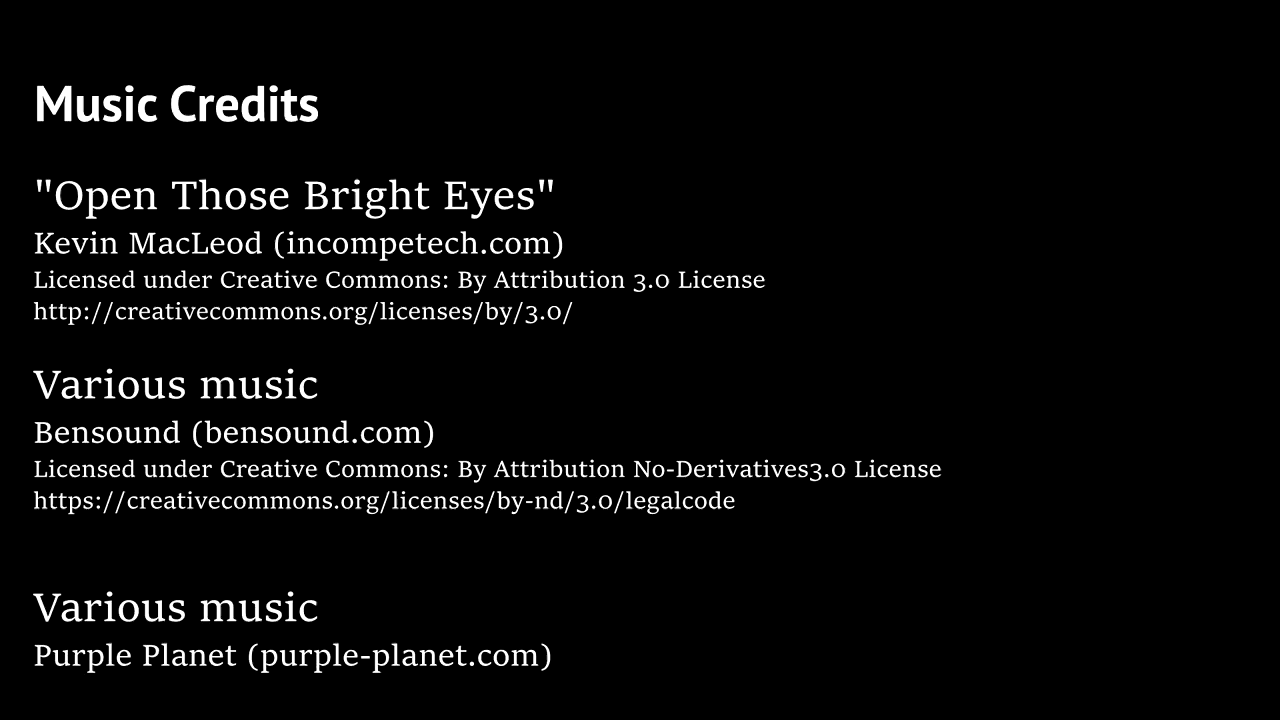 Music Credits
"Open Those Bright Eyes"
Kevin MacLeod (incompetech.com)
Licensed under Creative Commons: By Attribution 3.0 License
http://creativecommons.org/licenses/by/3.0/
Various music
Bensound (bensound.com)
Licensed under Creative Commons: By Attribution No-Derivatives3.0 License
https://creativecommons.org/licenses/by-nd/3.0/legalcode
Various music
Purple Planet (purple-planet.com)